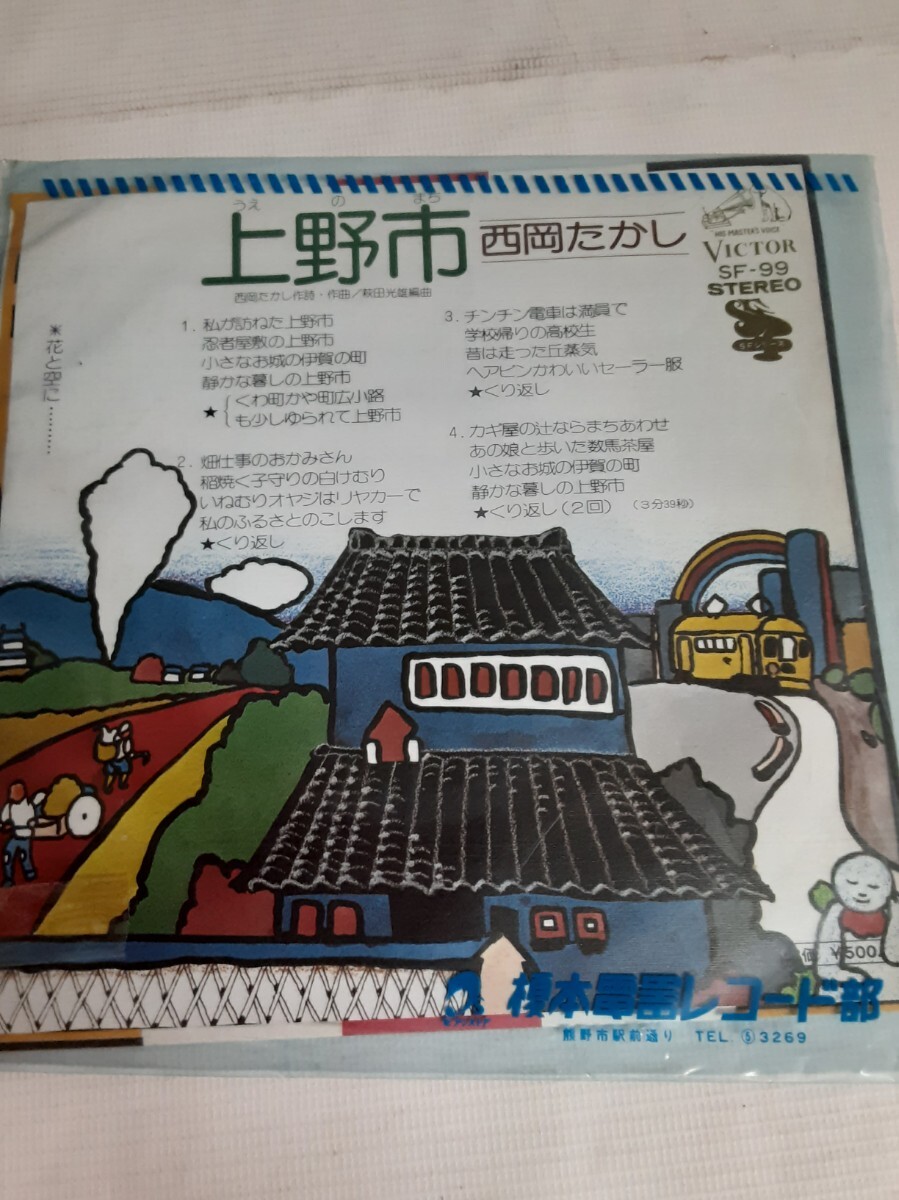 うえ の まち
上野市
西岡たかし
西岡たかし作詩・作曲/萩田光雄編曲
HIS MASTER'S VOICE
VICTOR
SF-99
STEREO
SFシリーズ
*花と空に…………
1. 私が訪ねた上野市
忍者屋敷の上野市
小さなお城の伊賀の町
静かな暮しの上野市
★{くわ町かや町広小路
も少しゆられて上野市
2. 畑仕事のおかみさん
稲焼く子守りの白けむり
いねむりオヤジはリヤカーで
私のふるさとのこします
★くり返し
3. チンチン電車は満員で
学校帰りの高校生
昔は走った丘蒸気
ヘアピンかわいいセーラー服
★くり返し
4. カギ屋の辻ならまちあわせ
あの娘と歩いた数馬茶屋
小さなお城の伊賀の町
静かな暮しの上野市
★くり返し(2回) (3分39秒)
価 ¥500
榎本電器レコード部
熊野市駅前通り TEL. ⑤3269